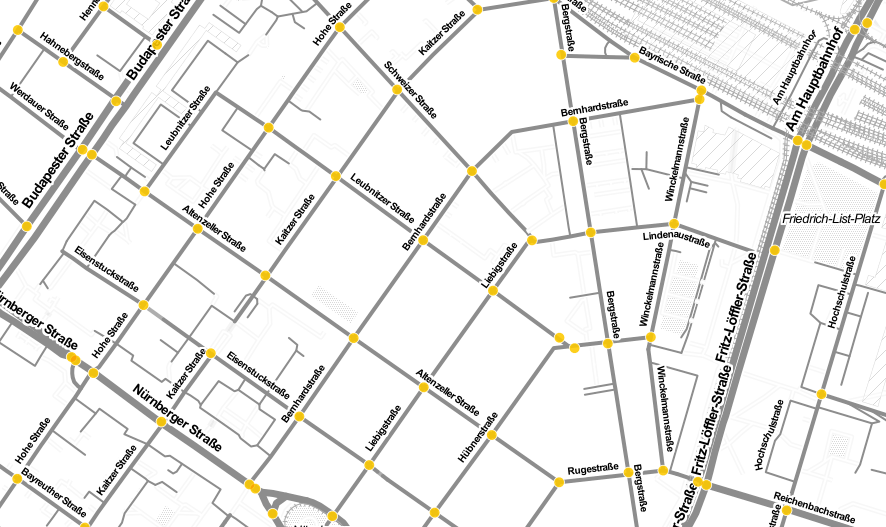 Hohe Straße
Kaitzer Straße
Bergstraße
Budapester Straße
Hahnebergstraße
Bayrische Straße
Am Hauptbahnhof
Am Hauptbahnhof
Schweizer Straße
Werdauer Straße
Leubnitzer Straße
Bernhardstraße
Bergstraße
Winckelmannstraße
Budapester Straße
Hohe Straße
Leubnitzer Straße
Straße
Altenzeller Straße
Kaitzer Straße
Bernhardstraße
Friedrich-List-Platz
Lindenaustraße
Eisenstuckstraße
Liebigstraße
Winckelmannstraße
Hochschulstraße
Fritz-Löffler-Straße
Bergstraße
Nürnberger Straße
Hohe Straße
Kaitzer Straße
Eisenstuckstraße
Bernhardstraße
Altenzeller Straße
Winckelmannstraße
Fritz-Löffler-Straße
Nürnberger Straße
Liebigstraße
Hübnerstraße
Hochschulstraße
Hohe Straße
Kaitzer Straße
Bayreuther Straße
Rugestraße
Bergstraße
Reichenbachstraße